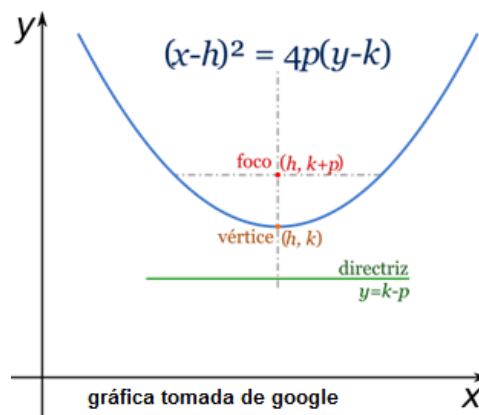 y
(x-h)² = 4p(y-k)
foco (h, k+p)
vértice (h, k)
directriz
y=k-p
gráfica tomada de google
x